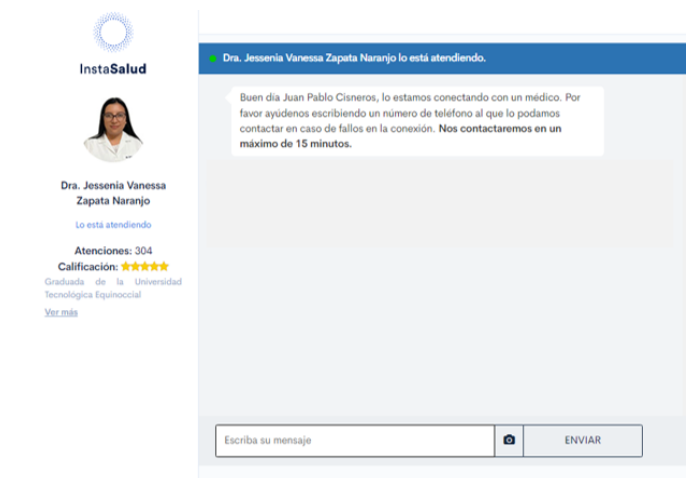 InstaSalud
Dra. Jessenia Vanessa
Zapata Naranjo
Lo está atendiendo
Atenciones: 304
Calificación:
Graduada de la Universidad
Tecnológica Equinoccial
Ver más
Dra. Jessenia Vanessa Zapata Naranjo lo está atendiendo.
Buen día Juan Pablo Cisneros, lo estamos conectando con un médico. Por
favor ayúdenos escribiendo un número de teléfono al que lo podamos
contactar en caso de fallos en la conexión. Nos contactaremos en un
máximo de 15 minutos.
Escriba su mensaje
ENVIAR